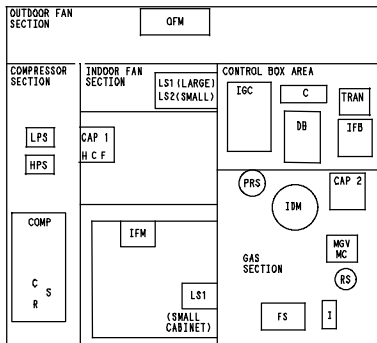 OUTDOOR FAN
SECTION
OFM
COMPRESSOR
SECTION
INDOOR FAN
SECTION
LS1 (LARGE)
LS2(SMALL)
CONTROL BOX AREA
IGC
C
TRAN
DB
IFB
LPS
HPS
CAP 1
H C F
PRS
IDM
CAP 2
COMP
C
S
R
IFM
LS1
(SMALL
CABINET)
GAS
SECTION
MGV
MC
RS
FS
I